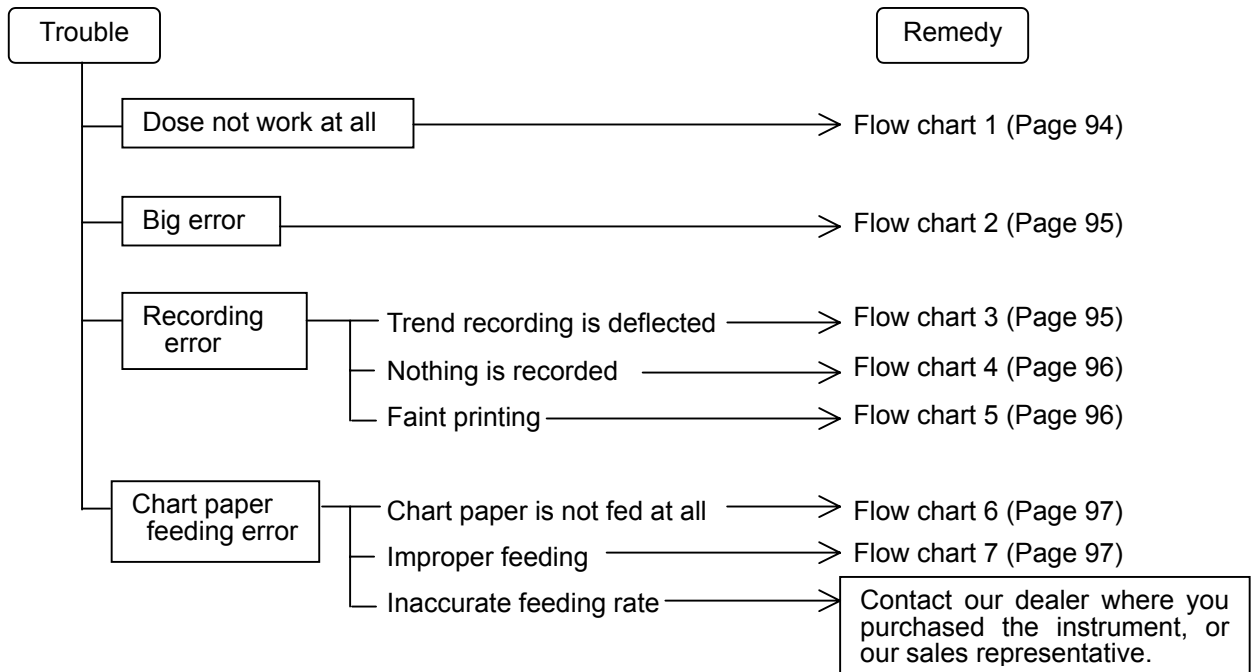 Trouble
Remedy
Dose not work at all
Flow chart 1 (Page 94)
Big error
Flow chart 2 (Page 95)
Recording
error
Trend recording is deflected
Flow chart 3 (Page 95)
Nothing is recorded
Flow chart 4 (Page 96)
Faint printing
Flow chart 5 (Page 96)
Chart paper
feeding error
Chart paper is not fed at all
Flow chart 6 (Page 97)
Improper feeding
Flow chart 7 (Page 97)
Inaccurate feeding rate
Contact our dealer where you
purchased the instrument, or
our sales representative.